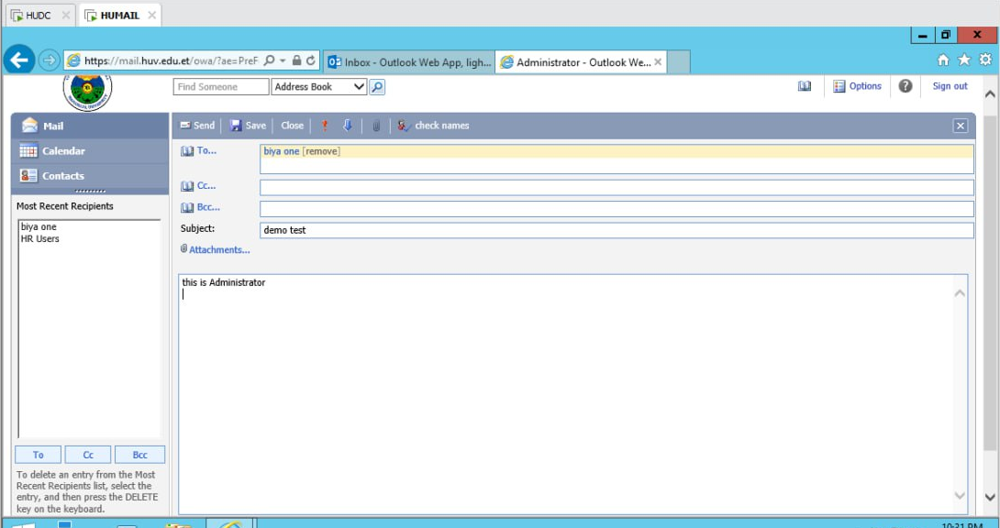 HUDC
HUMAIL
https://mail.huv.edu.et/owa/?ae=PreF
Inbox - Outlook Web App, ligh...
Administrator - Outlook We...
Find Someone
Address Book
Options
Sign out
Mail
Send
Save
Close
check names
Calendar
To...
biya one [remove]
Contacts
Cc...
Most Recent Recipients
Bcc...
biya one
HR Users
Subject:
demo test
Attachments...
this is Administrator
To
Cc
Bcc
To delete an entry from the Most
Recent Recipients list, select the
entry, and then press the DELETE
key on the keyboard.
10:31 PM